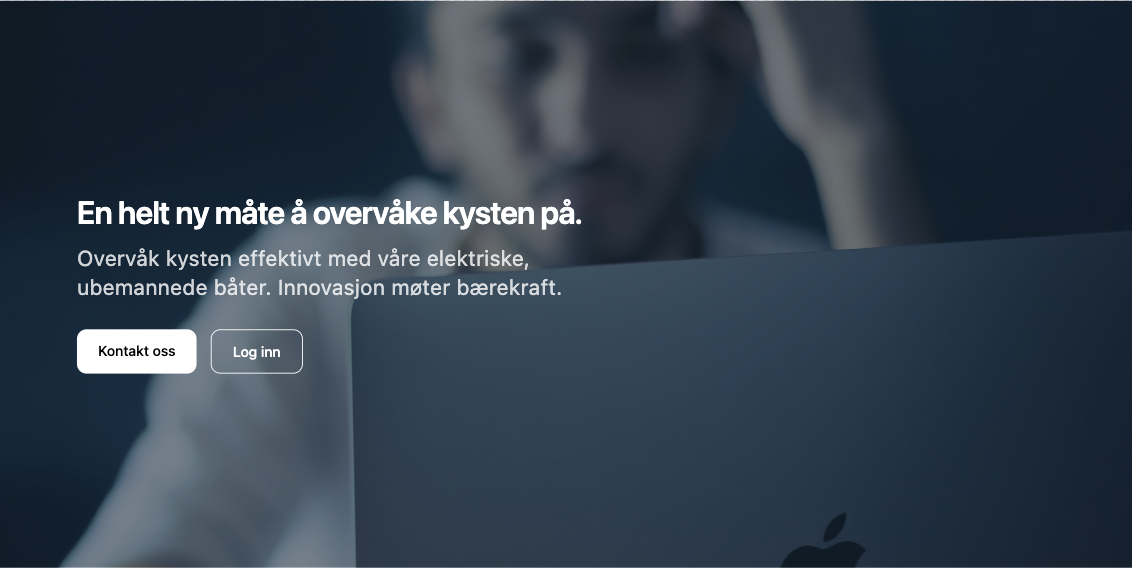 En helt ny måte å overvåke kysten på.
Overvåk kysten effektivt med våre elektriske,
ubemannede båter. Innovasjon møter bærekraft.
Kontakt oss
Log inn